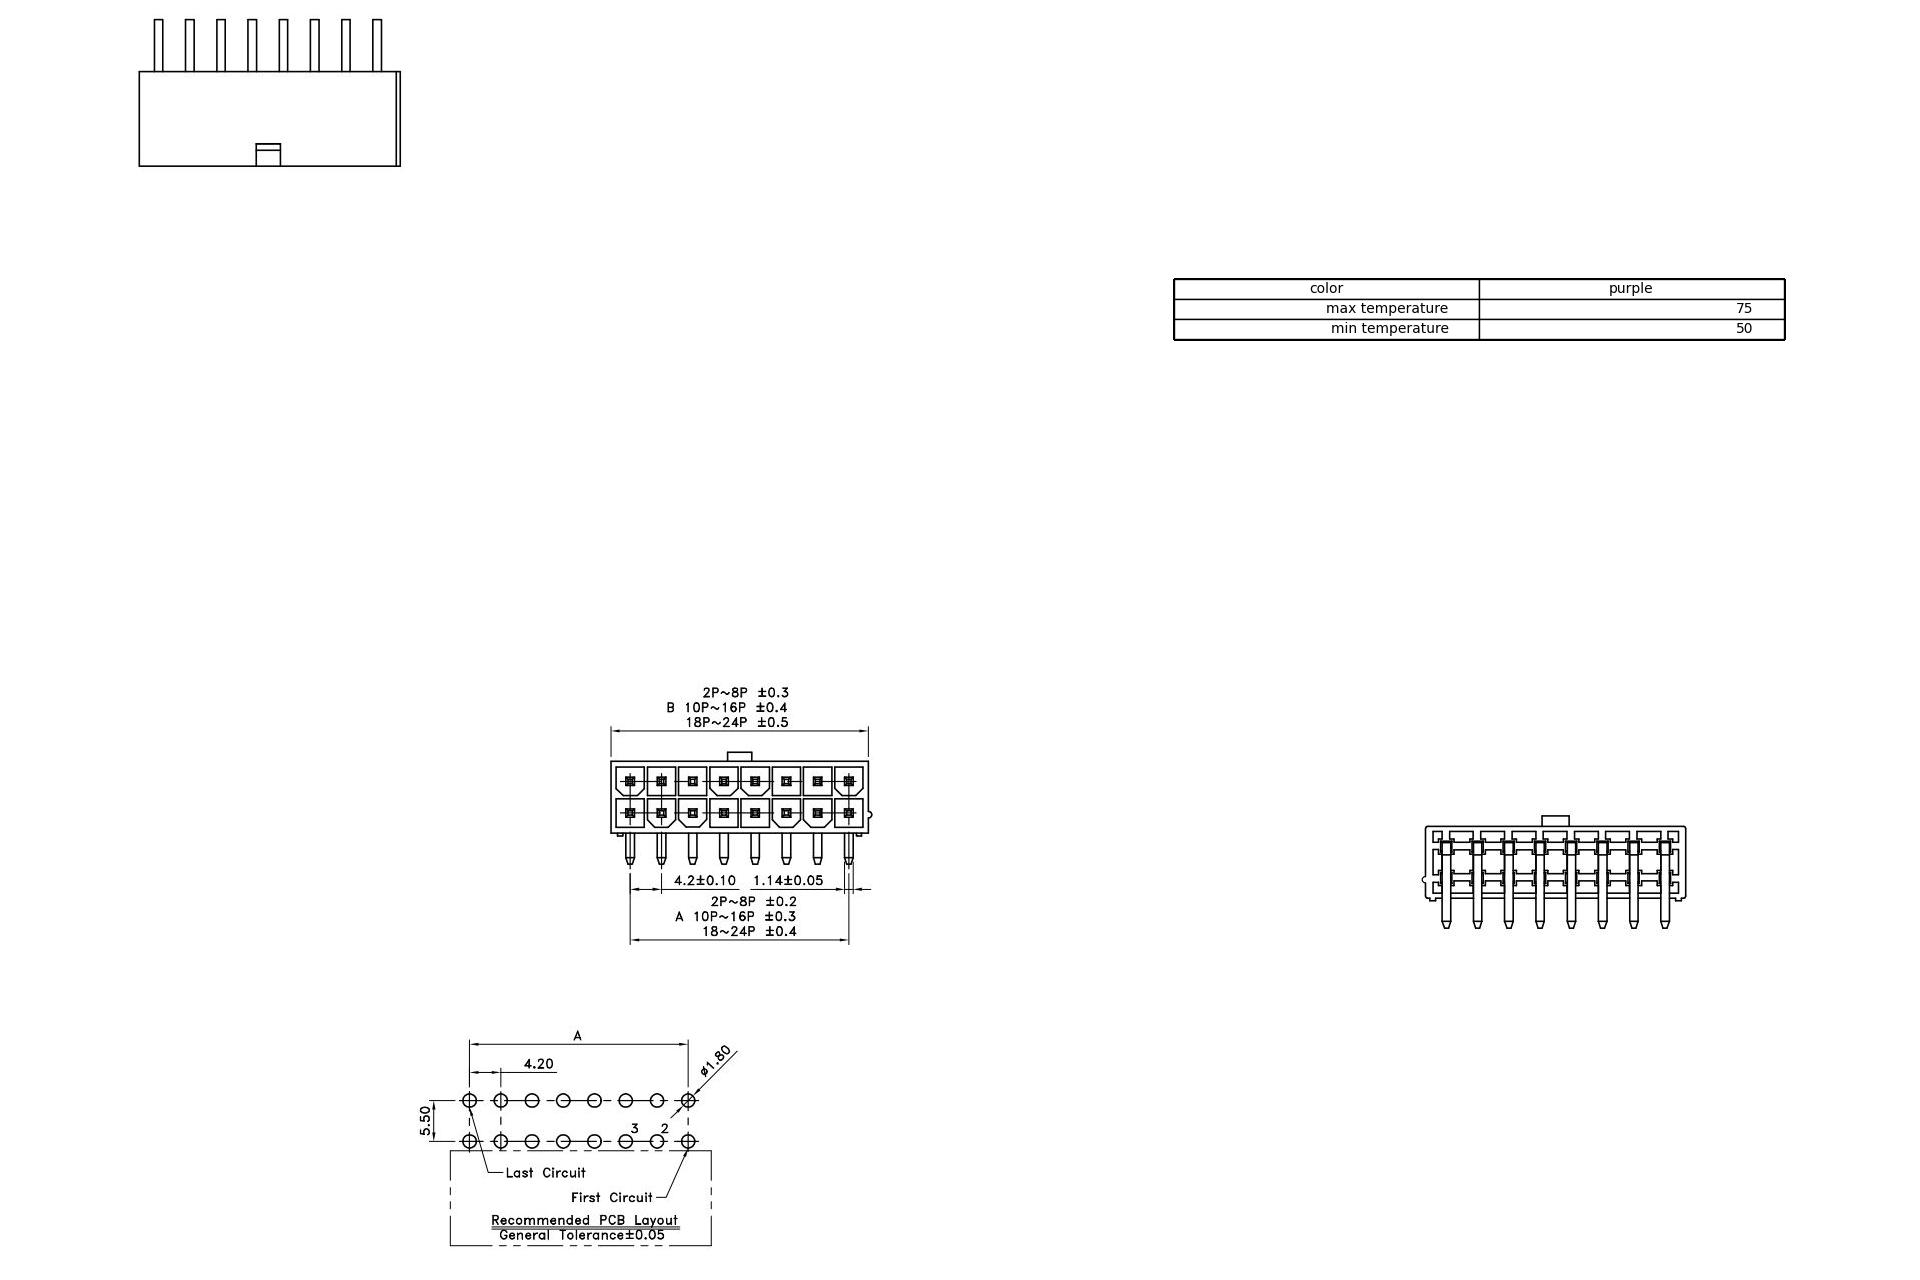 color purple
max temperature 75
min temperature 50
2P~8P ±0.3
B 10P~16P ±0.4
18P~24P ±0.5
4.2±0.10 1.14±0.05
2P~8P ±0.2
A 10P~16P ±0.3
18~24P ±0.4
A
4.20
ø1.80
5.50
3 2
Last Circuit
First Circuit
Recommended PCB Layout
General Tolerance±0.05